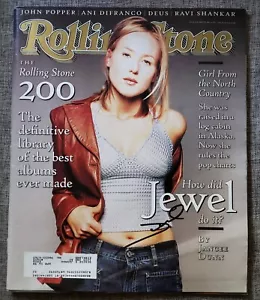 JOHN POPPER · ANI DIFRANCO · DEUS · RAVI SHANKAR
Rolling Stone
THE
Rolling Stone
200
The
definitive
library
of the best
albums
ever made
Girl From
the North
Country
She was
raised in a
log cabin
in Alaska.
Now she
rules the
pop charts
How did
Jewel
do it?
By
Jancee
Dunn